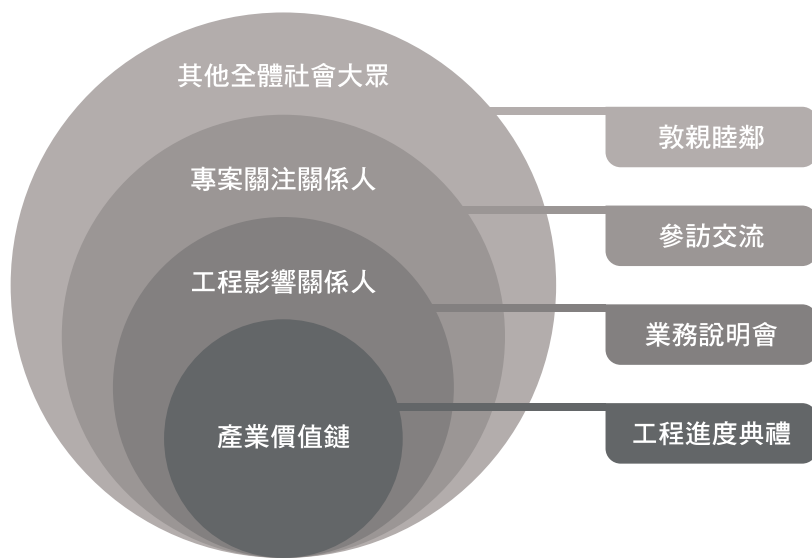 其他全體社會大眾
敦親睦鄰
專案關注關係人
參訪交流
工程影響關係人
業務說明會
產業價值鏈
工程進度典禮